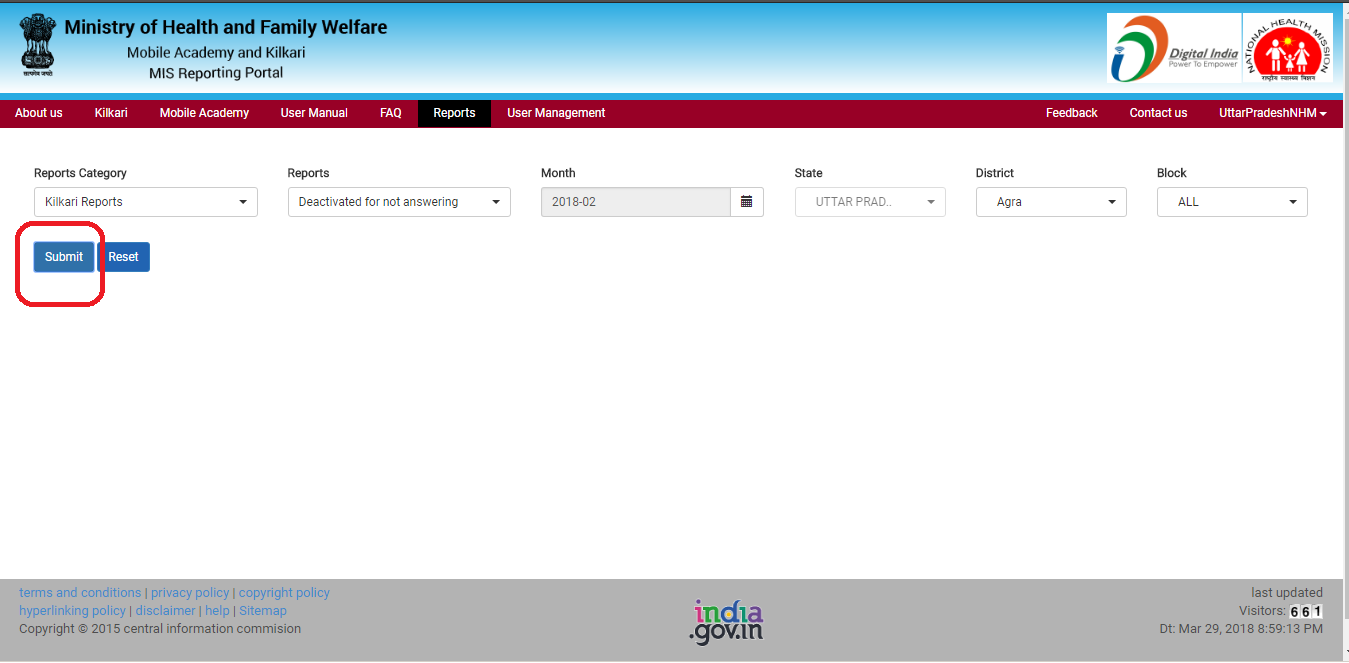 Ministry of Health and Family Welfare
Mobile Academy and Kilkari
MIS Reporting Portal
सत्यमेव जयते
Digital India
Power To Empower
NATIONAL HEALTH MISSION
राष्ट्रीय स्वास्थ्य मिशन
About us Kilkari Mobile Academy User Manual FAQ Reports User Management Feedback Contact us UttarPradeshNHM
Reports Category Reports Month State District Block
Kilkari Reports Deactivated for not answering 2018-02 UTTAR PRAD.. Agra ALL
Submit Reset
terms and conditions | privacy policy | copyright policy
hyperlinking policy | disclaimer | help | Sitemap
Copyright © 2015 central information commision
india
.gov.in
last updated
Visitors: 661
Dt: Mar 29, 2018 8:59:13 PM